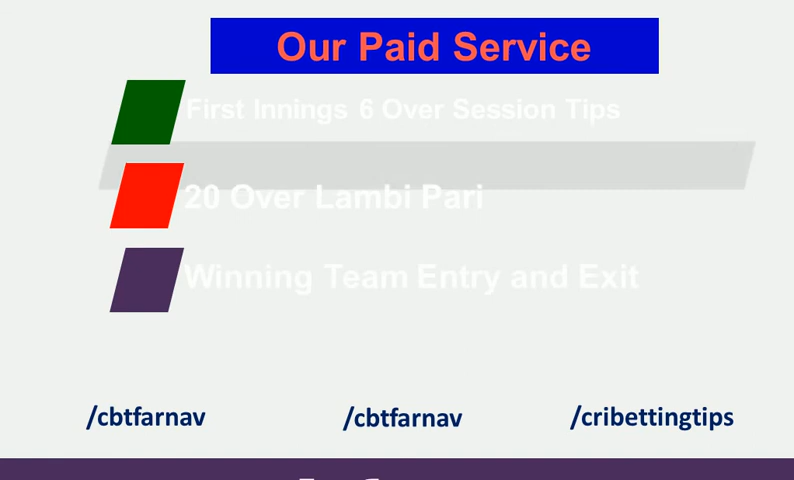 Our Paid Service
First Innings 6 Over Session Tips
20 Over Lambi Pari
Winning Team Entry and Exit
/cbtfarnav /cbtfarnav /cribettingtips